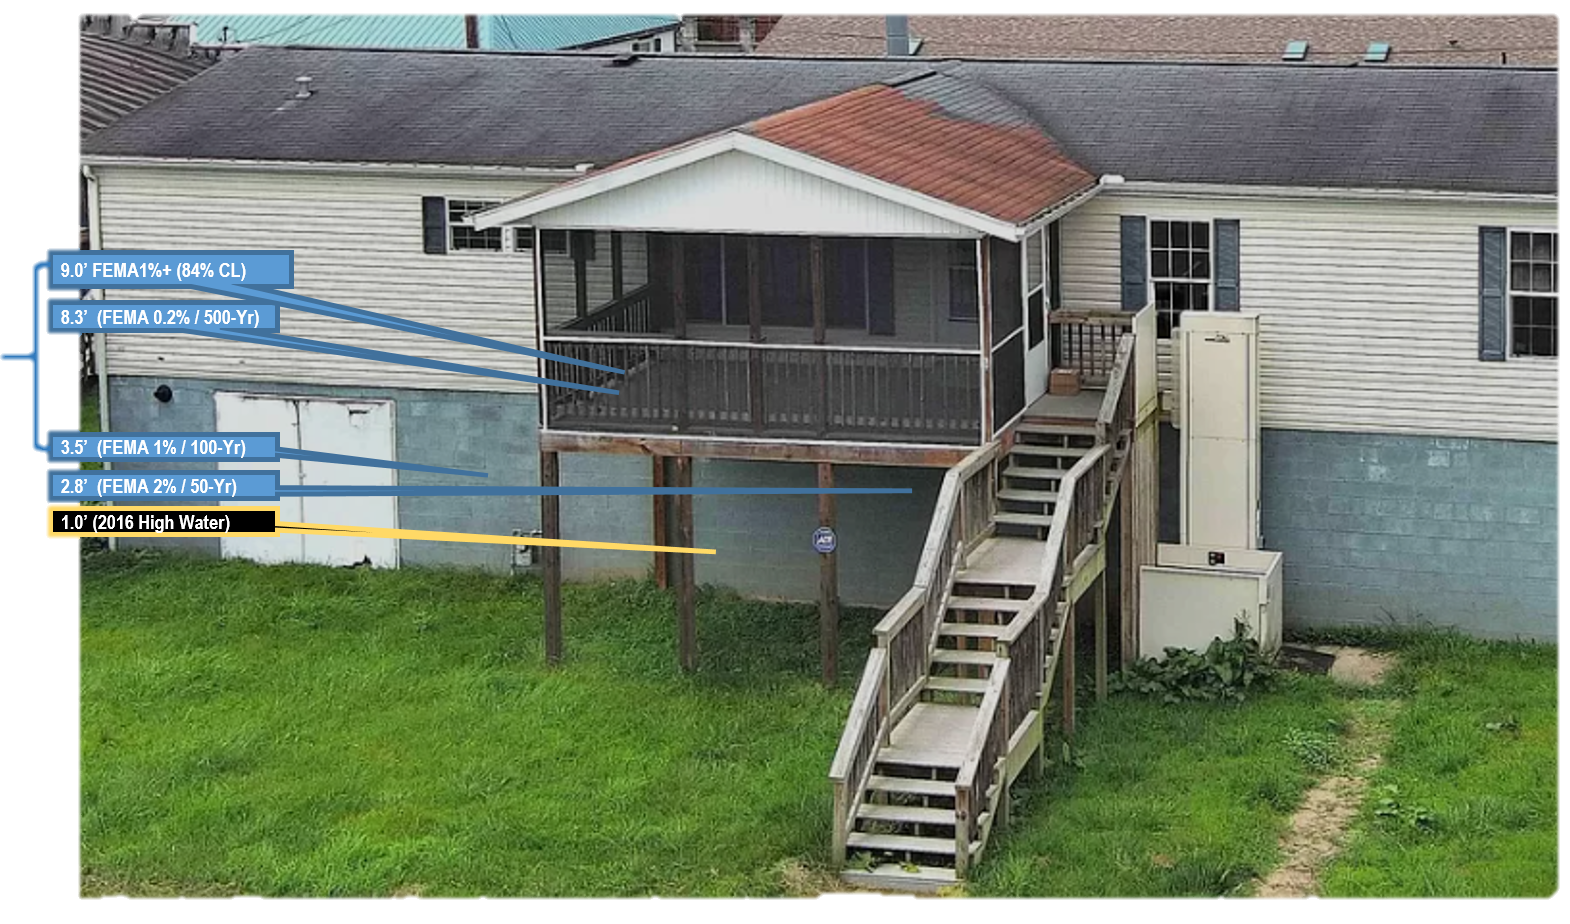 9.0’ FEMA1%+ (84% CL)
8.3’ (FEMA 0.2% / 500-Yr)
3.5’ (FEMA 1% / 100-Yr)
2.8’ (FEMA 2% / 50-Yr)
1.0’ (2016 High Water)
ADT